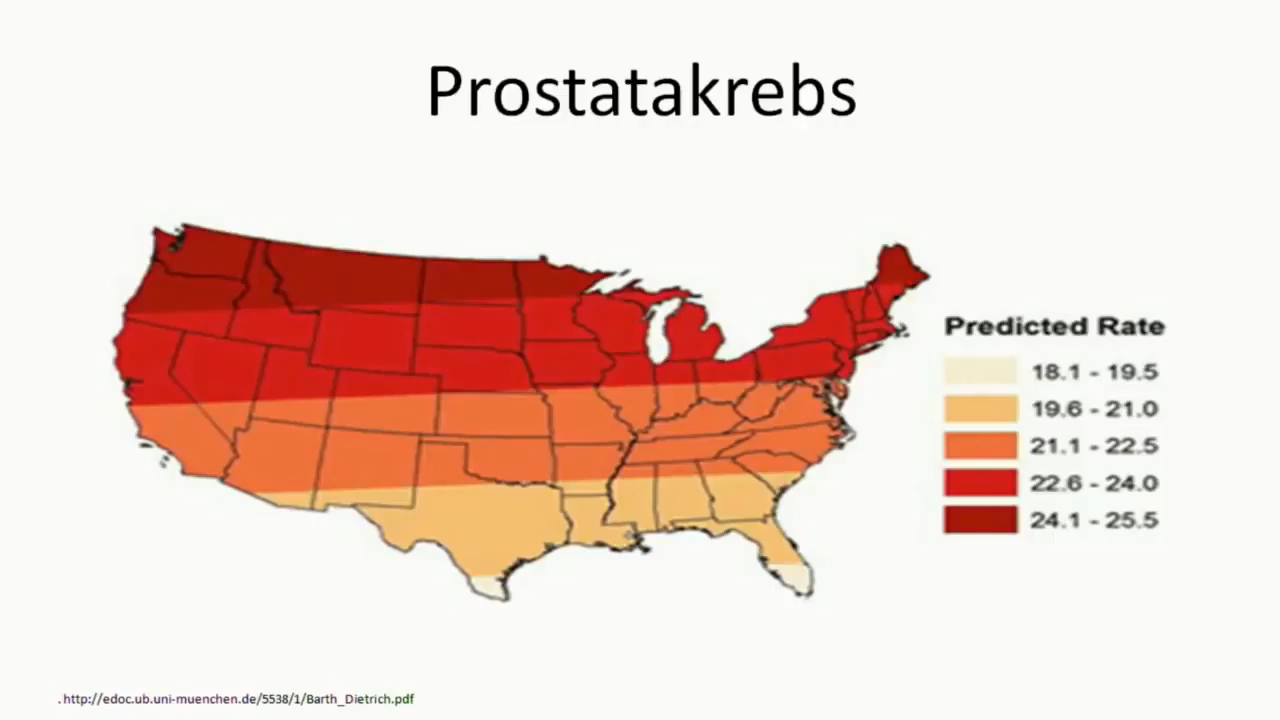 Prostatakrebs
Predicted Rate
18.1 - 19.5
19.6 - 21.0
21.1 - 22.5
22.6 - 24.0
24.1 - 25.5
. http://edoc.ub.uni-muenchen.de/5538/1/Barth_Dietrich.pdf